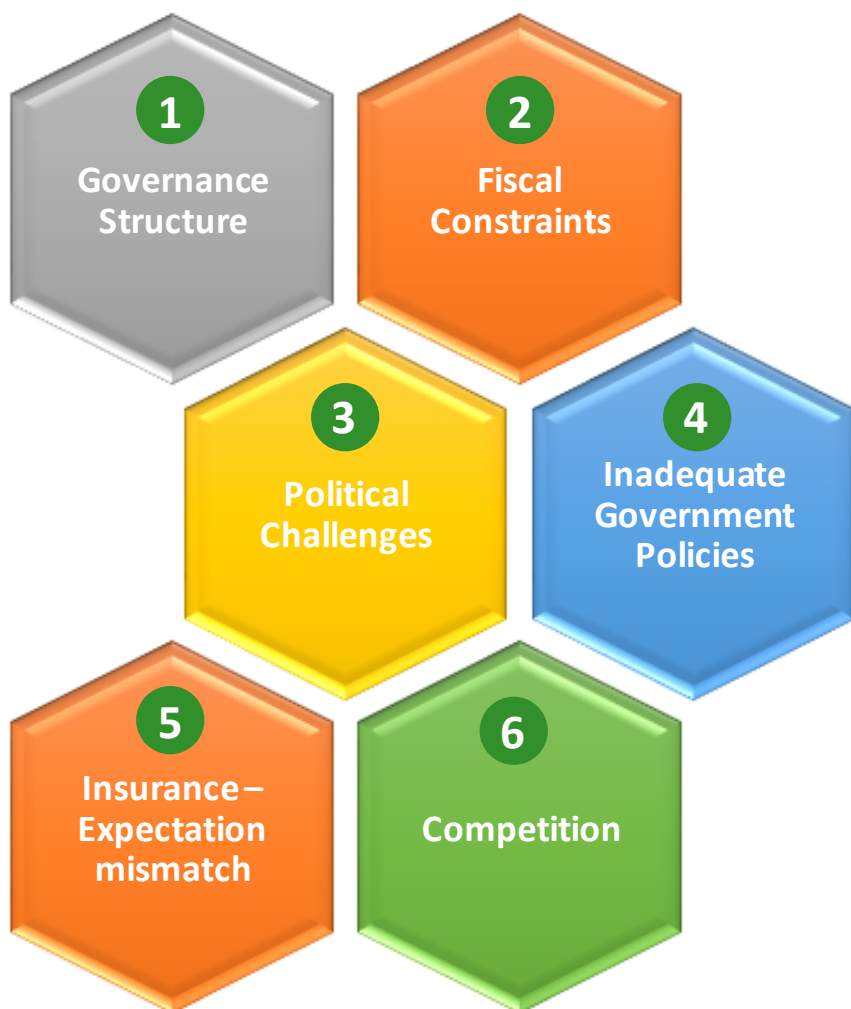 1
Governance
Structure
2
Fiscal
Constraints
3
Political
Challenges
4
Inadequate
Government
Policies
5
Insurance –
Expectation
mismatch
6
Competition